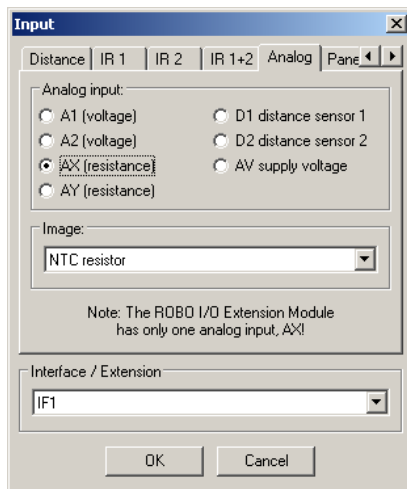 Input
Distance IR 1 IR 2 IR 1+2 Analog Pane
Analog input:
A1 (voltage) D1 distance sensor 1
A2 (voltage) D2 distance sensor 2
AX (resistance) AV supply voltage
AY (resistance)
Image:
NTC resistor
Note: The ROBO I/O Extension Module
has only one analog input, AX!
Interface / Extension
IF1
OK Cancel